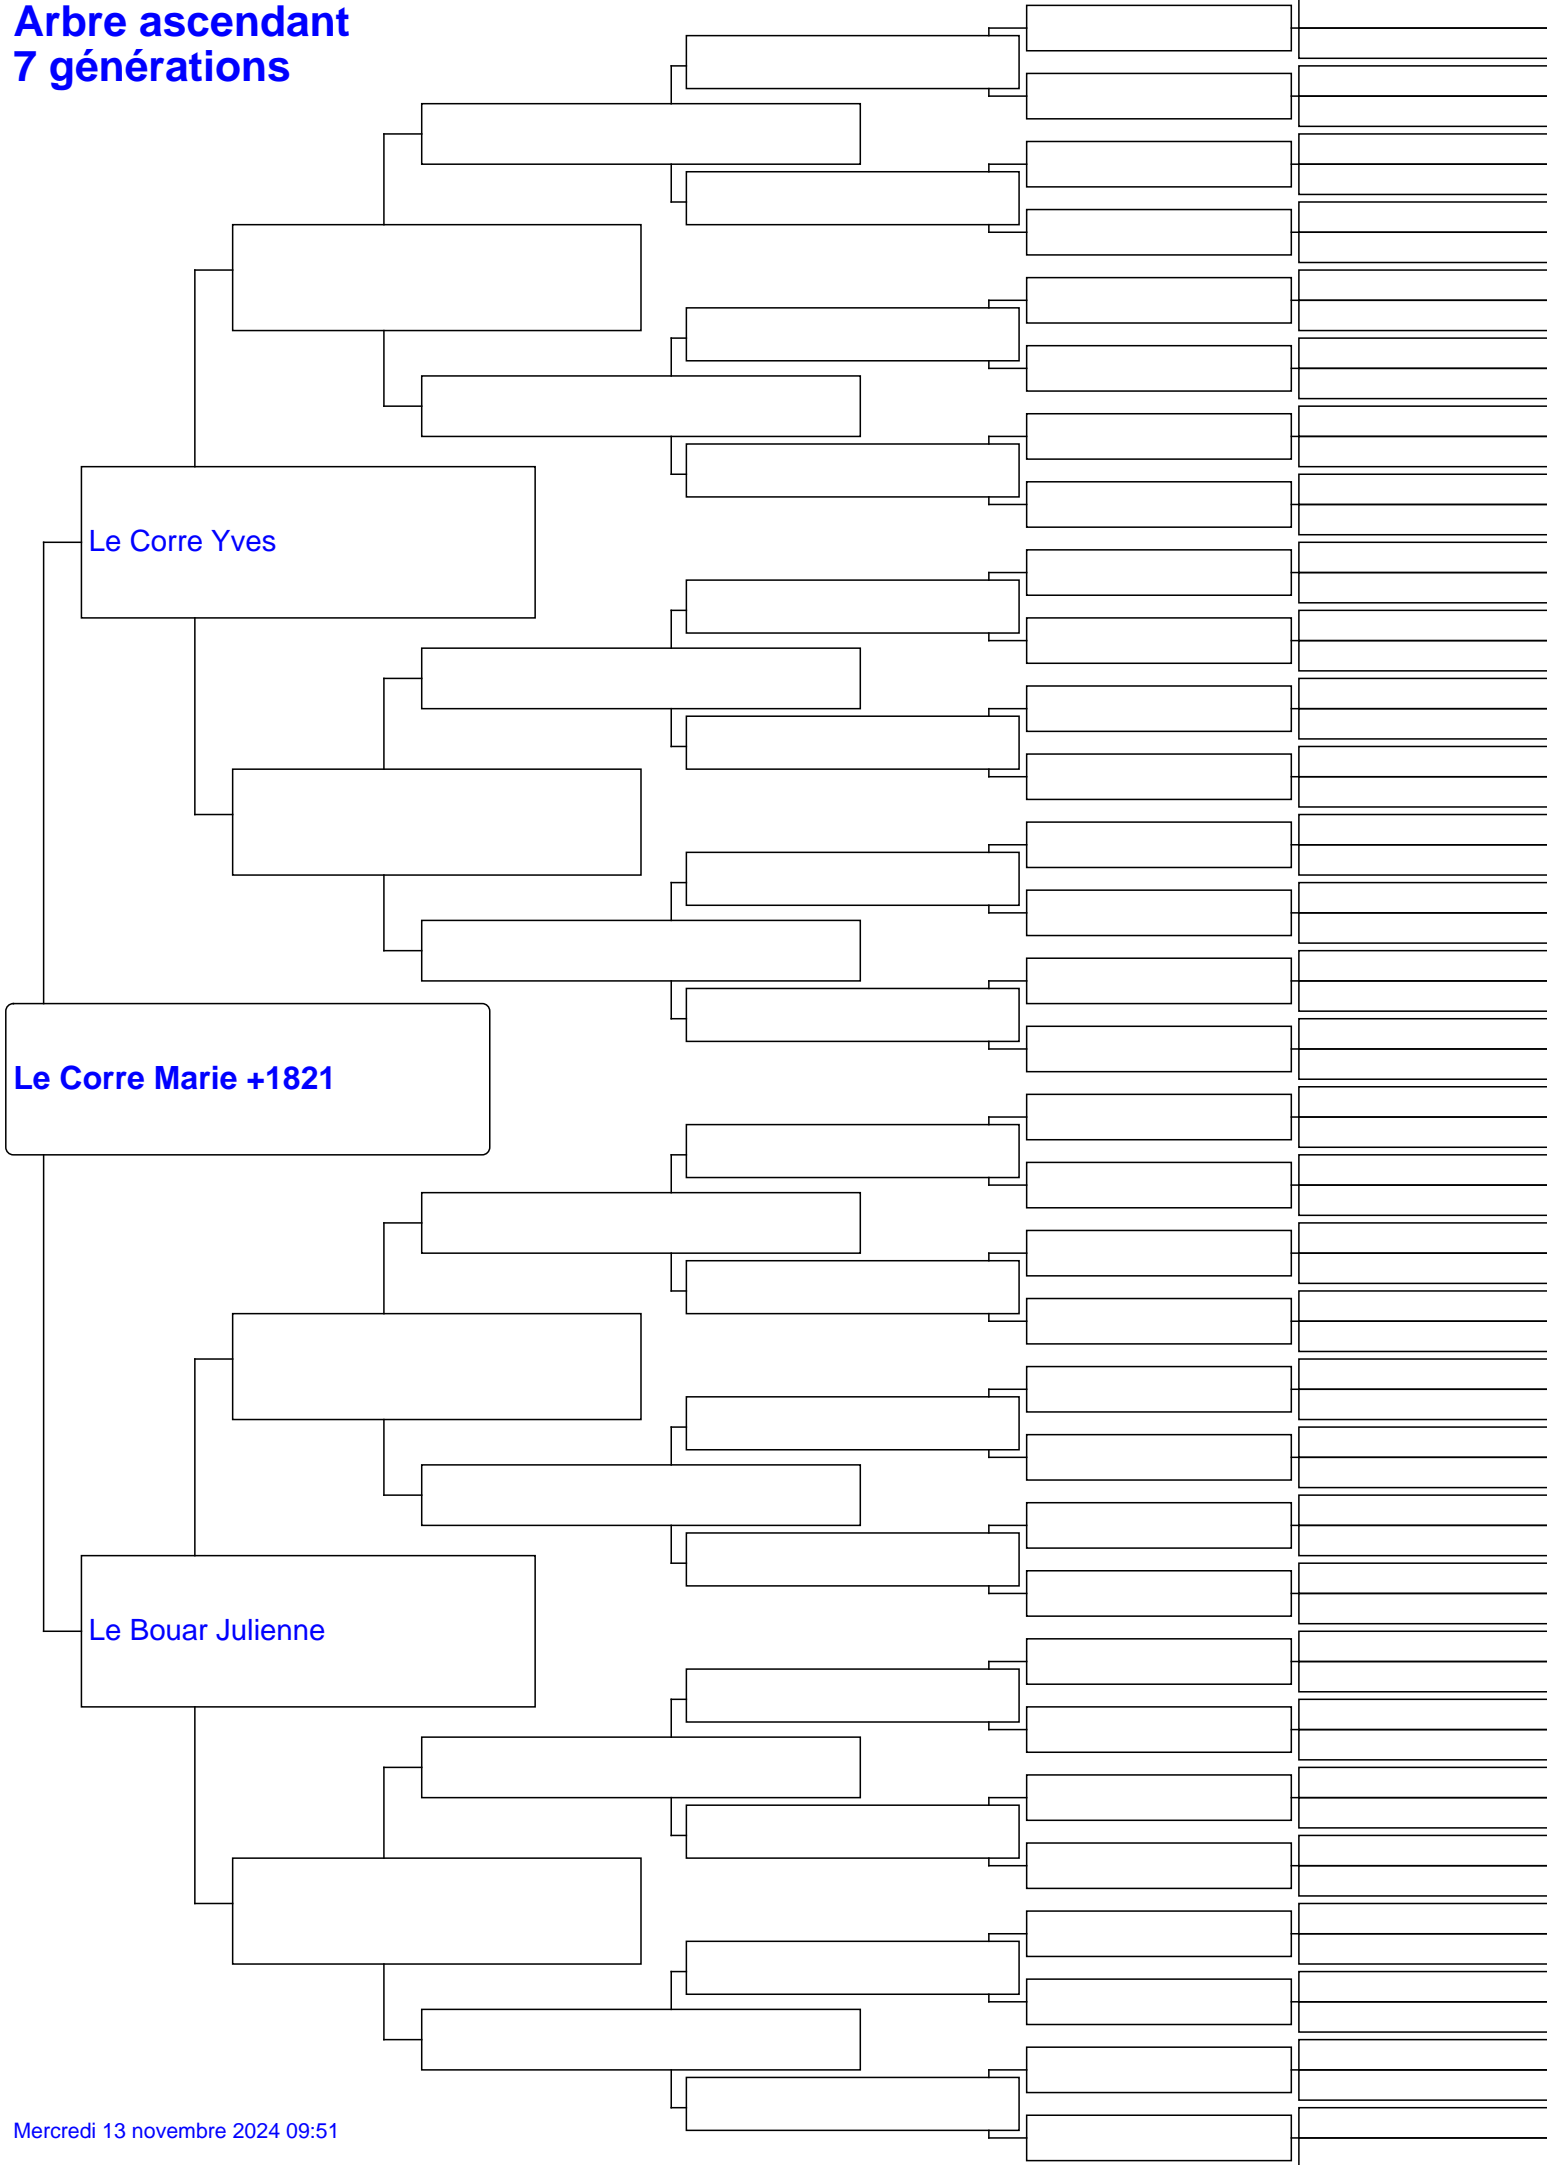 Arbre ascendant
7 générations
Le Corre Yves
Le Corre Marie +1821
Le Bouar Julienne
Mercredi 13 novembre 2024 09:51